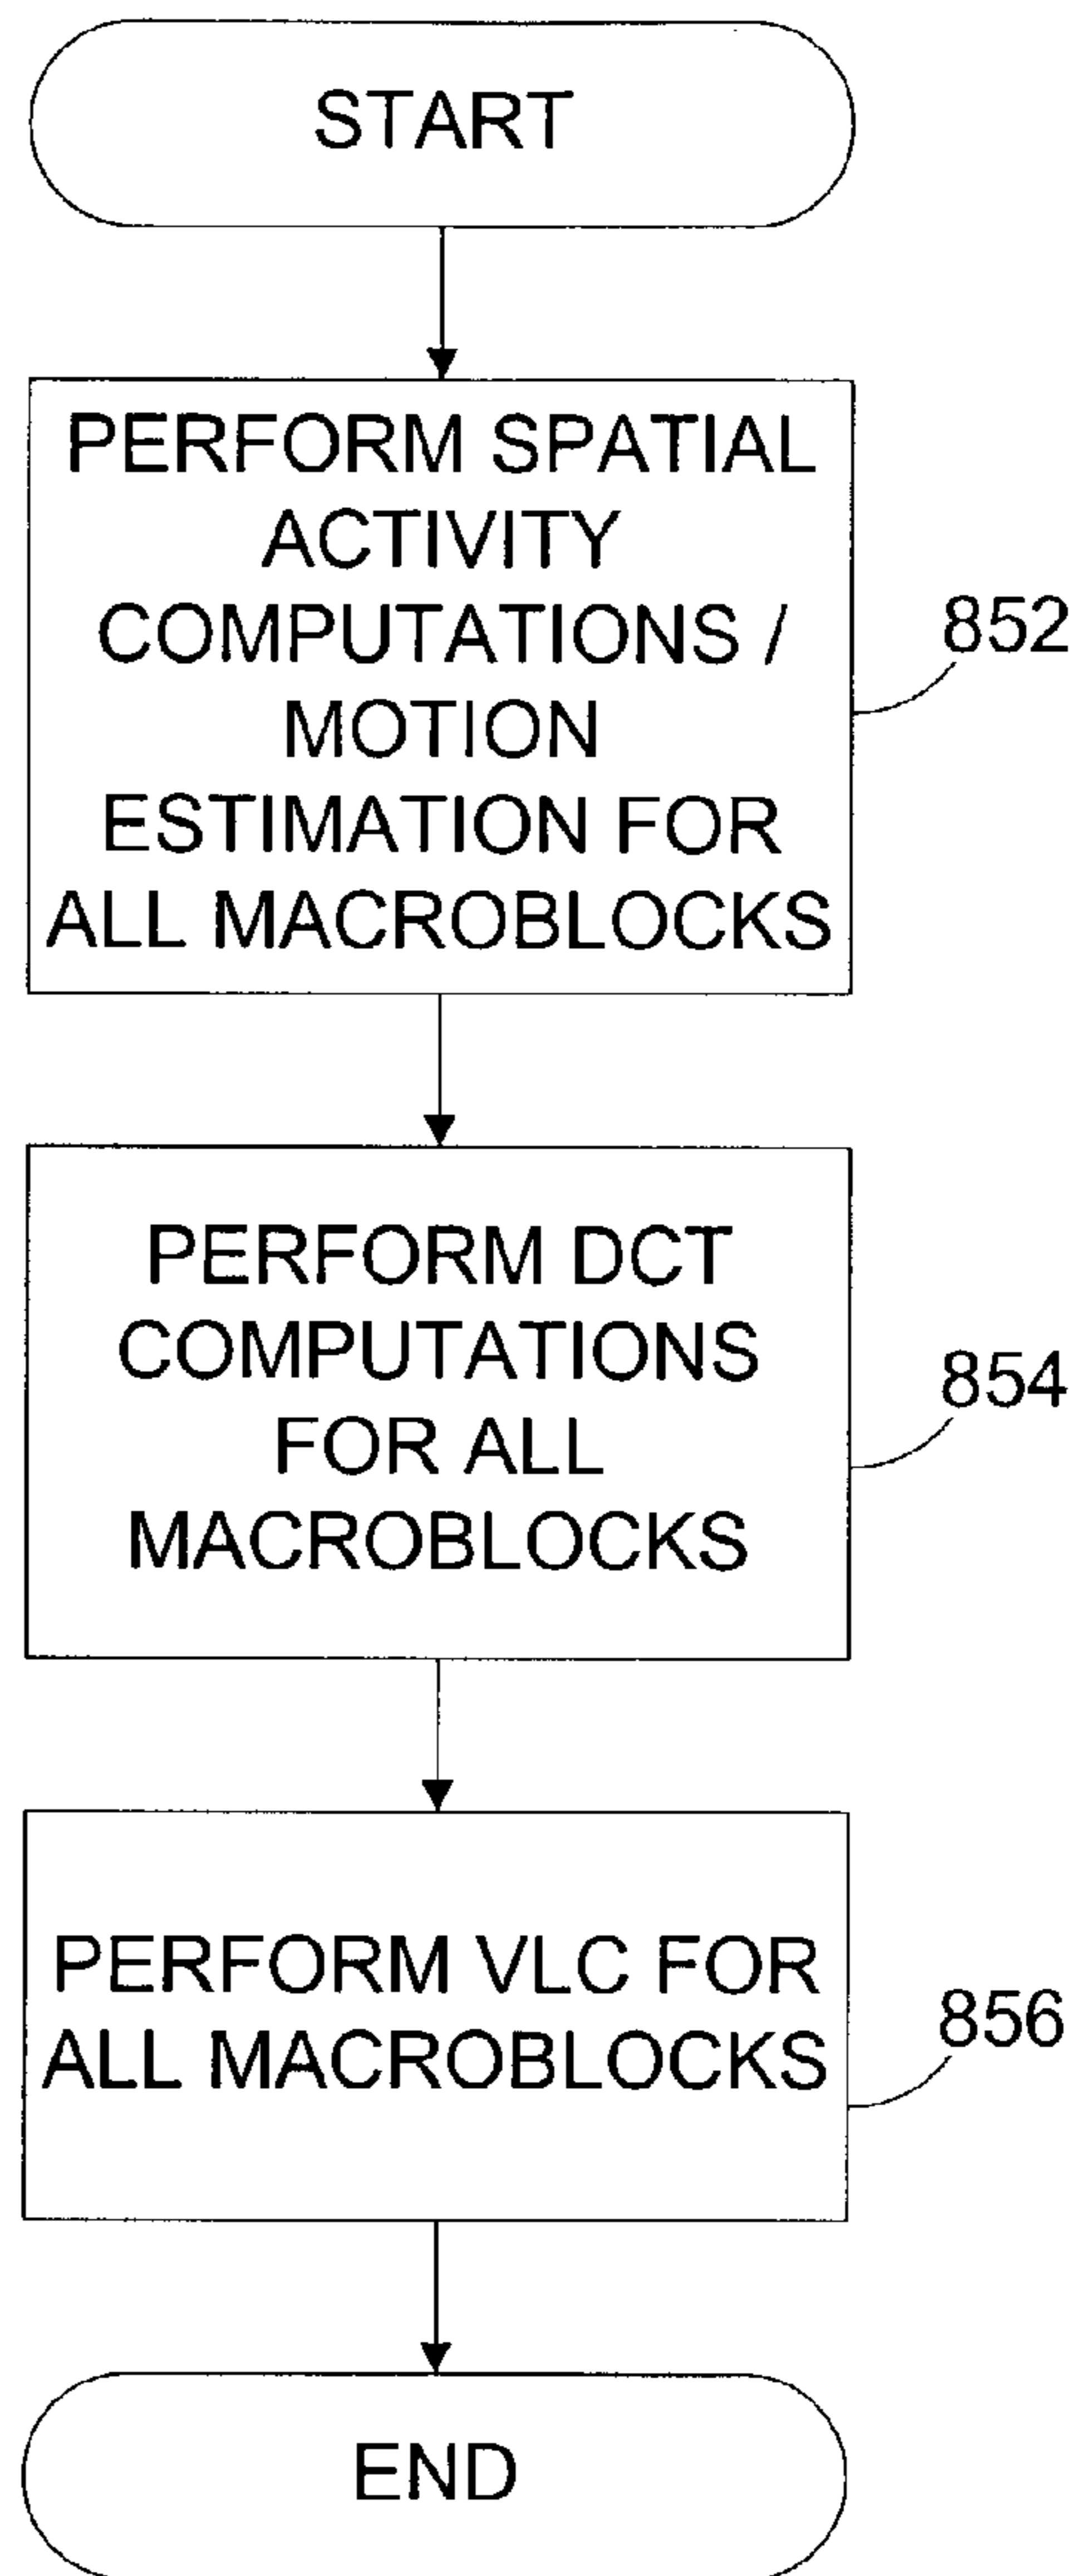 START
PERFORM SPATIAL
ACTIVITY
COMPUTATIONS /
MOTION
ESTIMATION FOR
ALL MACROBLOCKS
852
PERFORM DCT
COMPUTATIONS
FOR ALL
MACROBLOCKS
854
PERFORM VLC FOR
ALL MACROBLOCKS
856
END